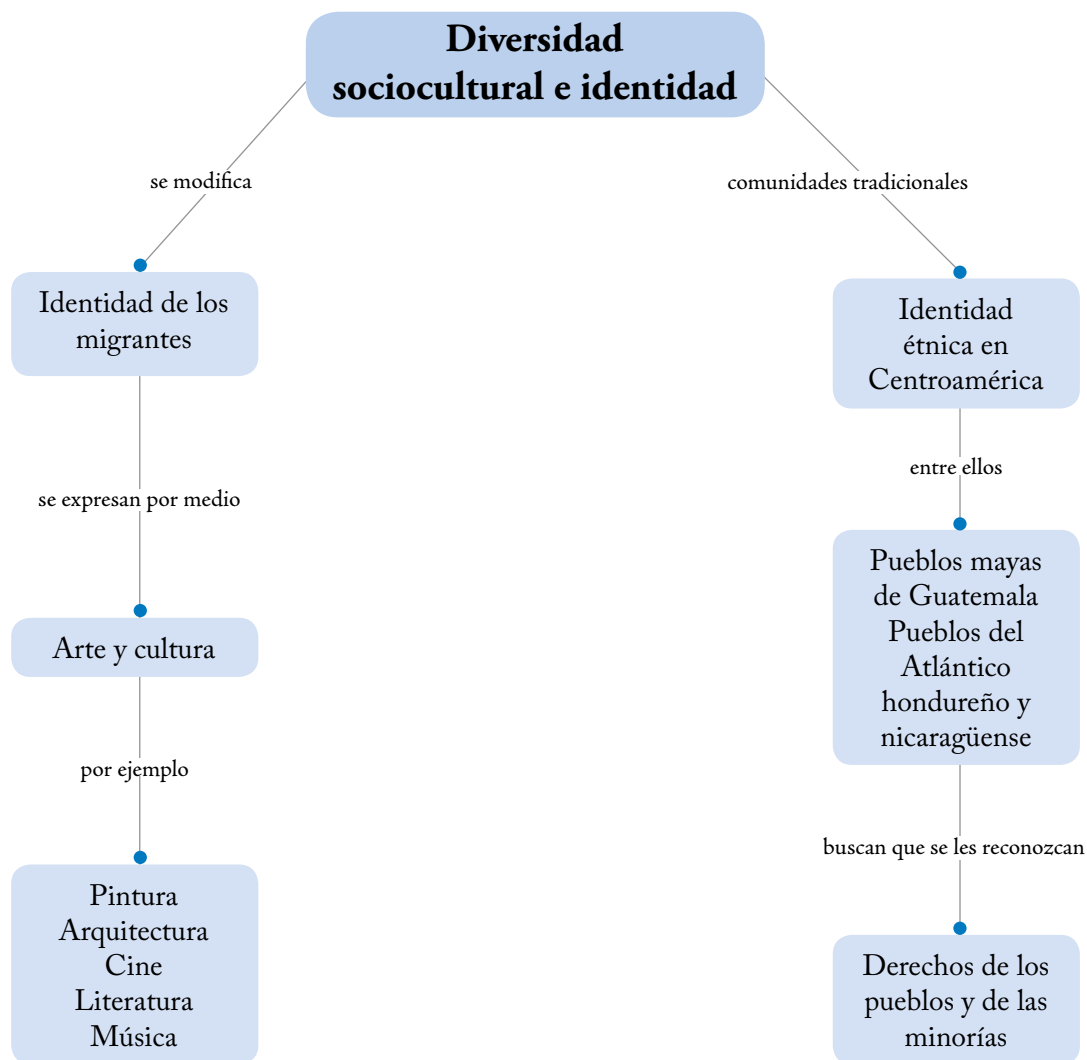 Diversidad
sociocultural e identidad
se modifica
comunidades tradicionales
Identidad de los
migrantes
Identidad
étnica en
Centroamérica
se expresan por medio
entre ellos
Arte y cultura
Pueblos mayas
de Guatemala
Pueblos del
Atlántico
hondureño y
nicaragüense
por ejemplo
buscan que se les reconozcan
Pintura
Arquitectura
Cine
Literatura
Música
Derechos de los
pueblos y de las
minorías